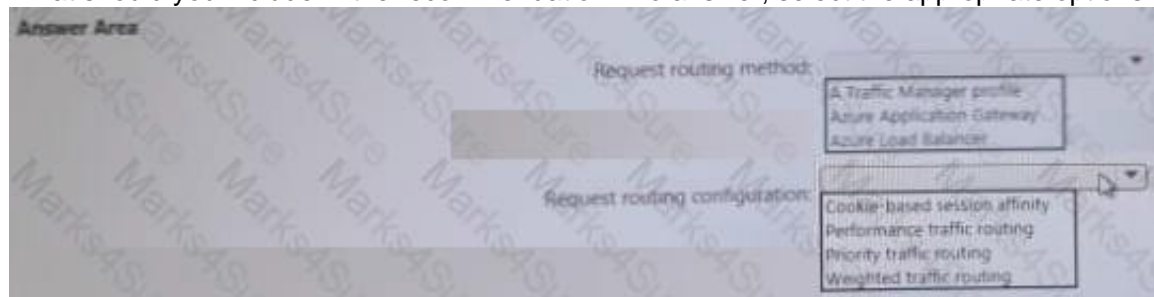 Answer Area
Request routing method:
A Traffic Manager profile
Azure Application Gateway
Azure Load Balancer
Request routing configuration:
Cookie-based session affinity
Performance traffic routing
Priority traffic routing
Weighted traffic routing
Marks4Sure